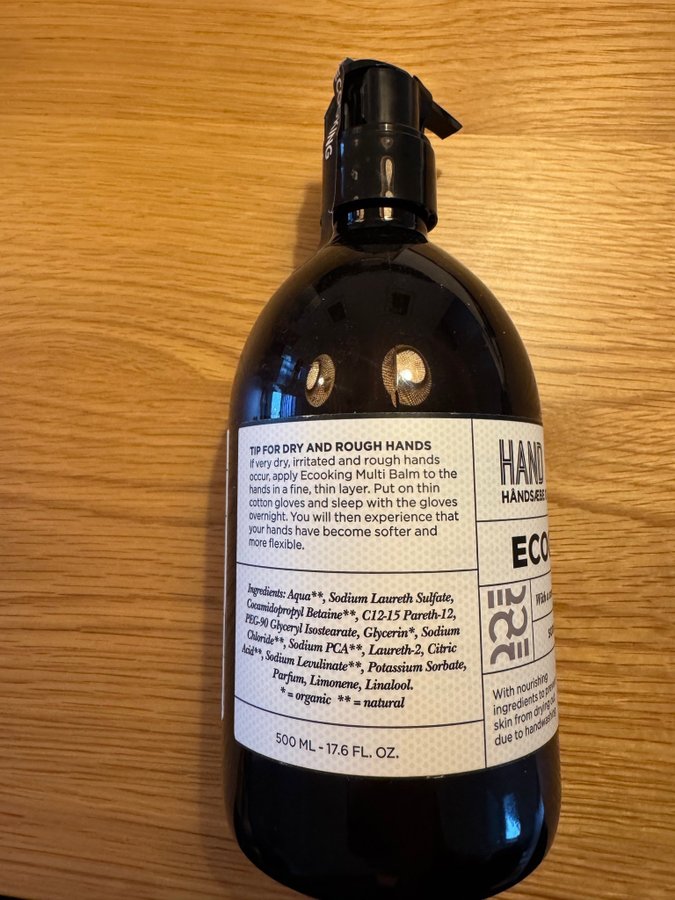 OOKING
TIP FOR DRY AND ROUGH HANDS
If very dry, irritated and rough hands
occur, apply Ecooking Multi Balm to the
hands in a fine, thin layer. Put on thin
cotton gloves and sleep with the gloves
overnight. You will then experience that
your hands have become softer and
more flexible.
Ingredients: Aqua**, Sodium Laureth Sulfate,
Cocamidopropyl Betaine**, C12-15 Pareth-12,
PEG-90 Glyceryl Isostearate, Glycerin*, Sodium
Chloride**, Sodium PCA**, Laureth-2, Citric
Acid**, Sodium Levulinate**, Potassium Sorbate,
Parfum, Limonene, Linalool.
* = organic ** = natural
500 ML - 17.6 FL. OZ.
HAND
HÅNDSÆBE
ECO
With nourishing
ingredients to
skin from drying
due to